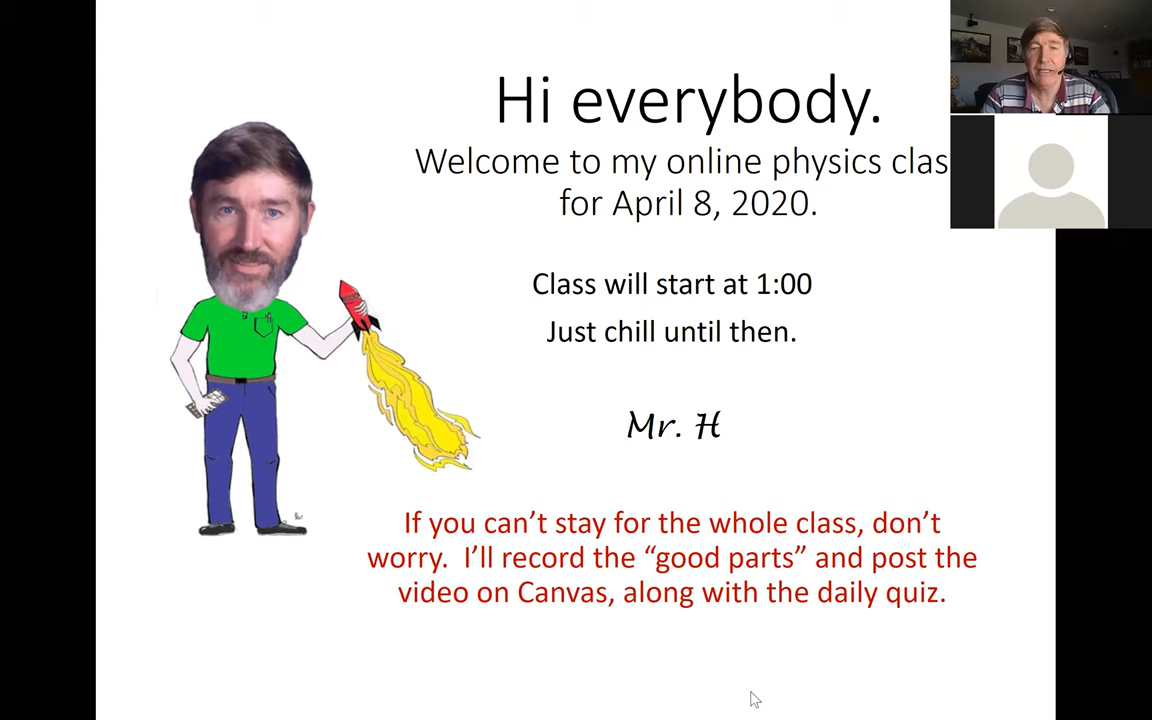 Hi everybody.
Welcome to my online physics clas
for April 8, 2020.
Class will start at 1:00
Just chill until then.
Mr. H
If you can’t stay for the whole class, don’t
worry.  I’ll record the “good parts” and post the
video on Canvas, along with the daily quiz.